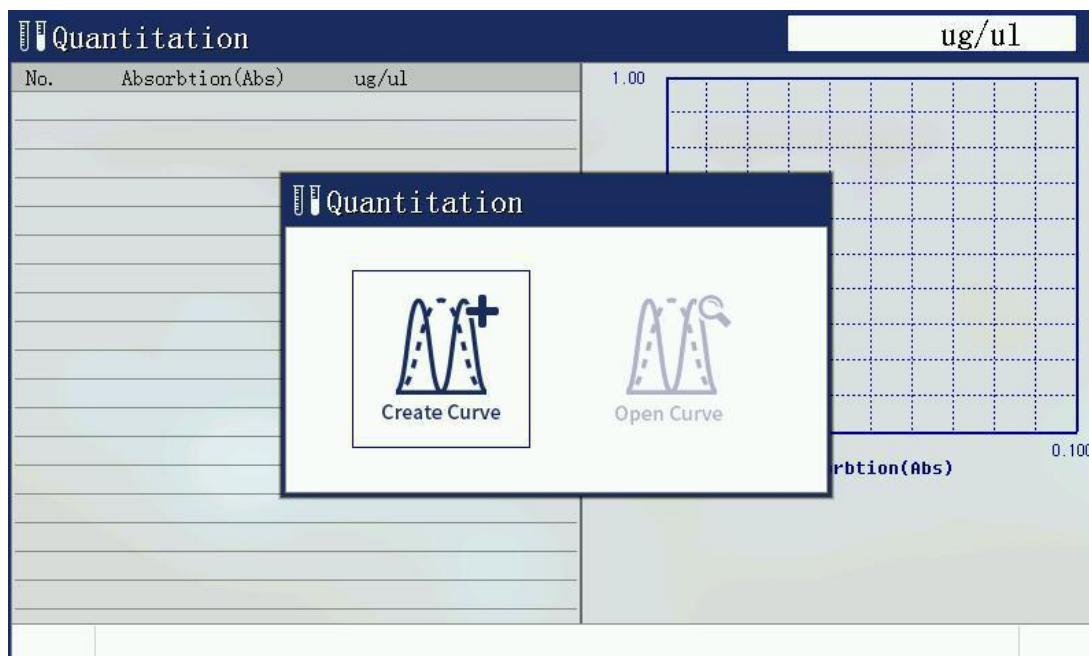 Quantitation
ug/ul
No. Absorbtion(Abs) ug/ul
1.00
Quantitation
Create Curve
Open Curve
0.100
rbtion(Abs)